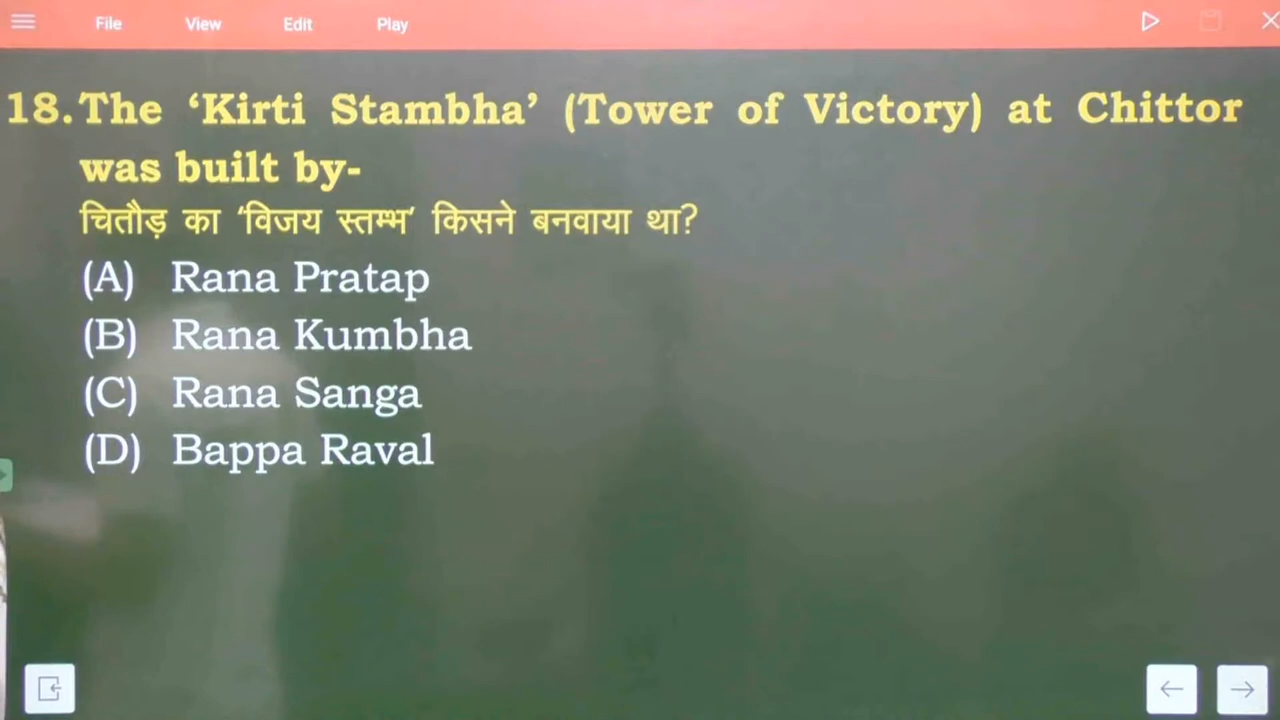 File View Edit Play
18. The ‘Kirti Stambha’ (Tower of Victory) at Chittor
was built by-
चितौड़ का ‘विजय स्तम्भ’ किसने बनवाया था?
(A) Rana Pratap
(B) Rana Kumbha
(C) Rana Sanga
(D) Bappa Raval